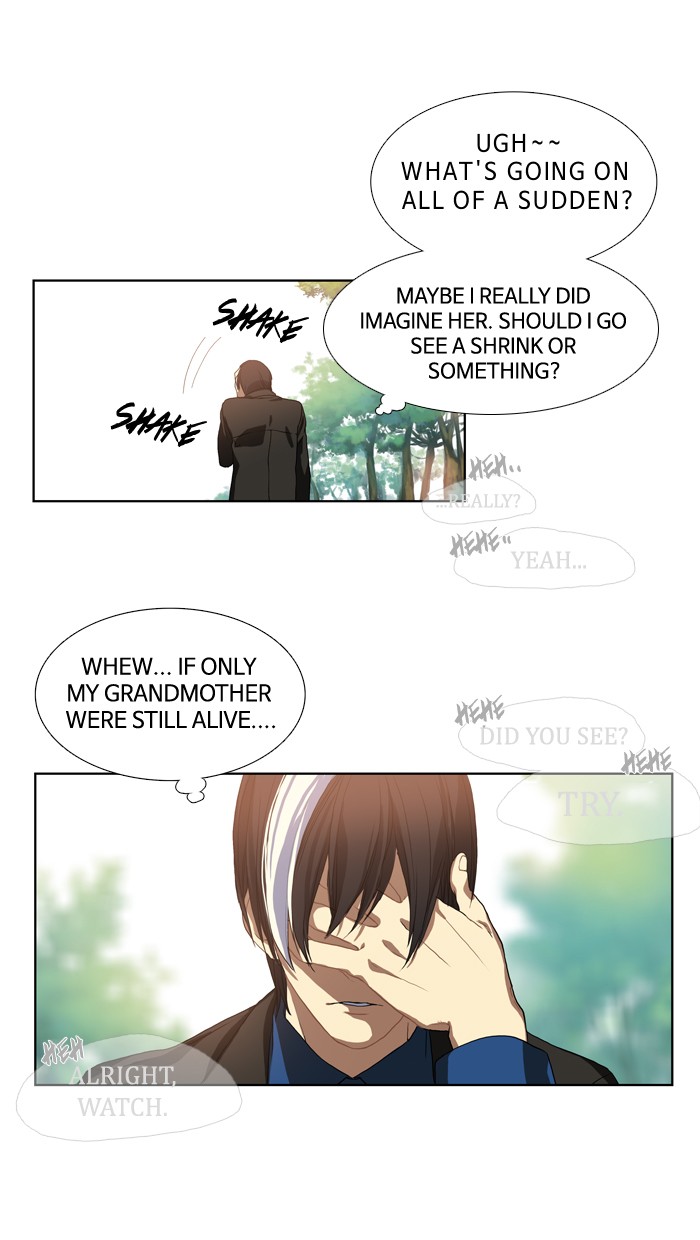 UGH~~
WHAT'S GOING ON
ALL OF A SUDDEN?
MAYBE I REALLY DID
IMAGINE HER. SHOULD I GO
SEE A SHRINK OR
SOMETHING?
SHAKE
SHAKE
HEH..
...REALLY?
HEHE..
YEAH...
WHEW... IF ONLY
MY GRANDMOTHER
WERE STILL ALIVE....
HEHE
DID YOU SEE?
HEHE
TRY.
HEH
ALRIGHT,
WATCH.